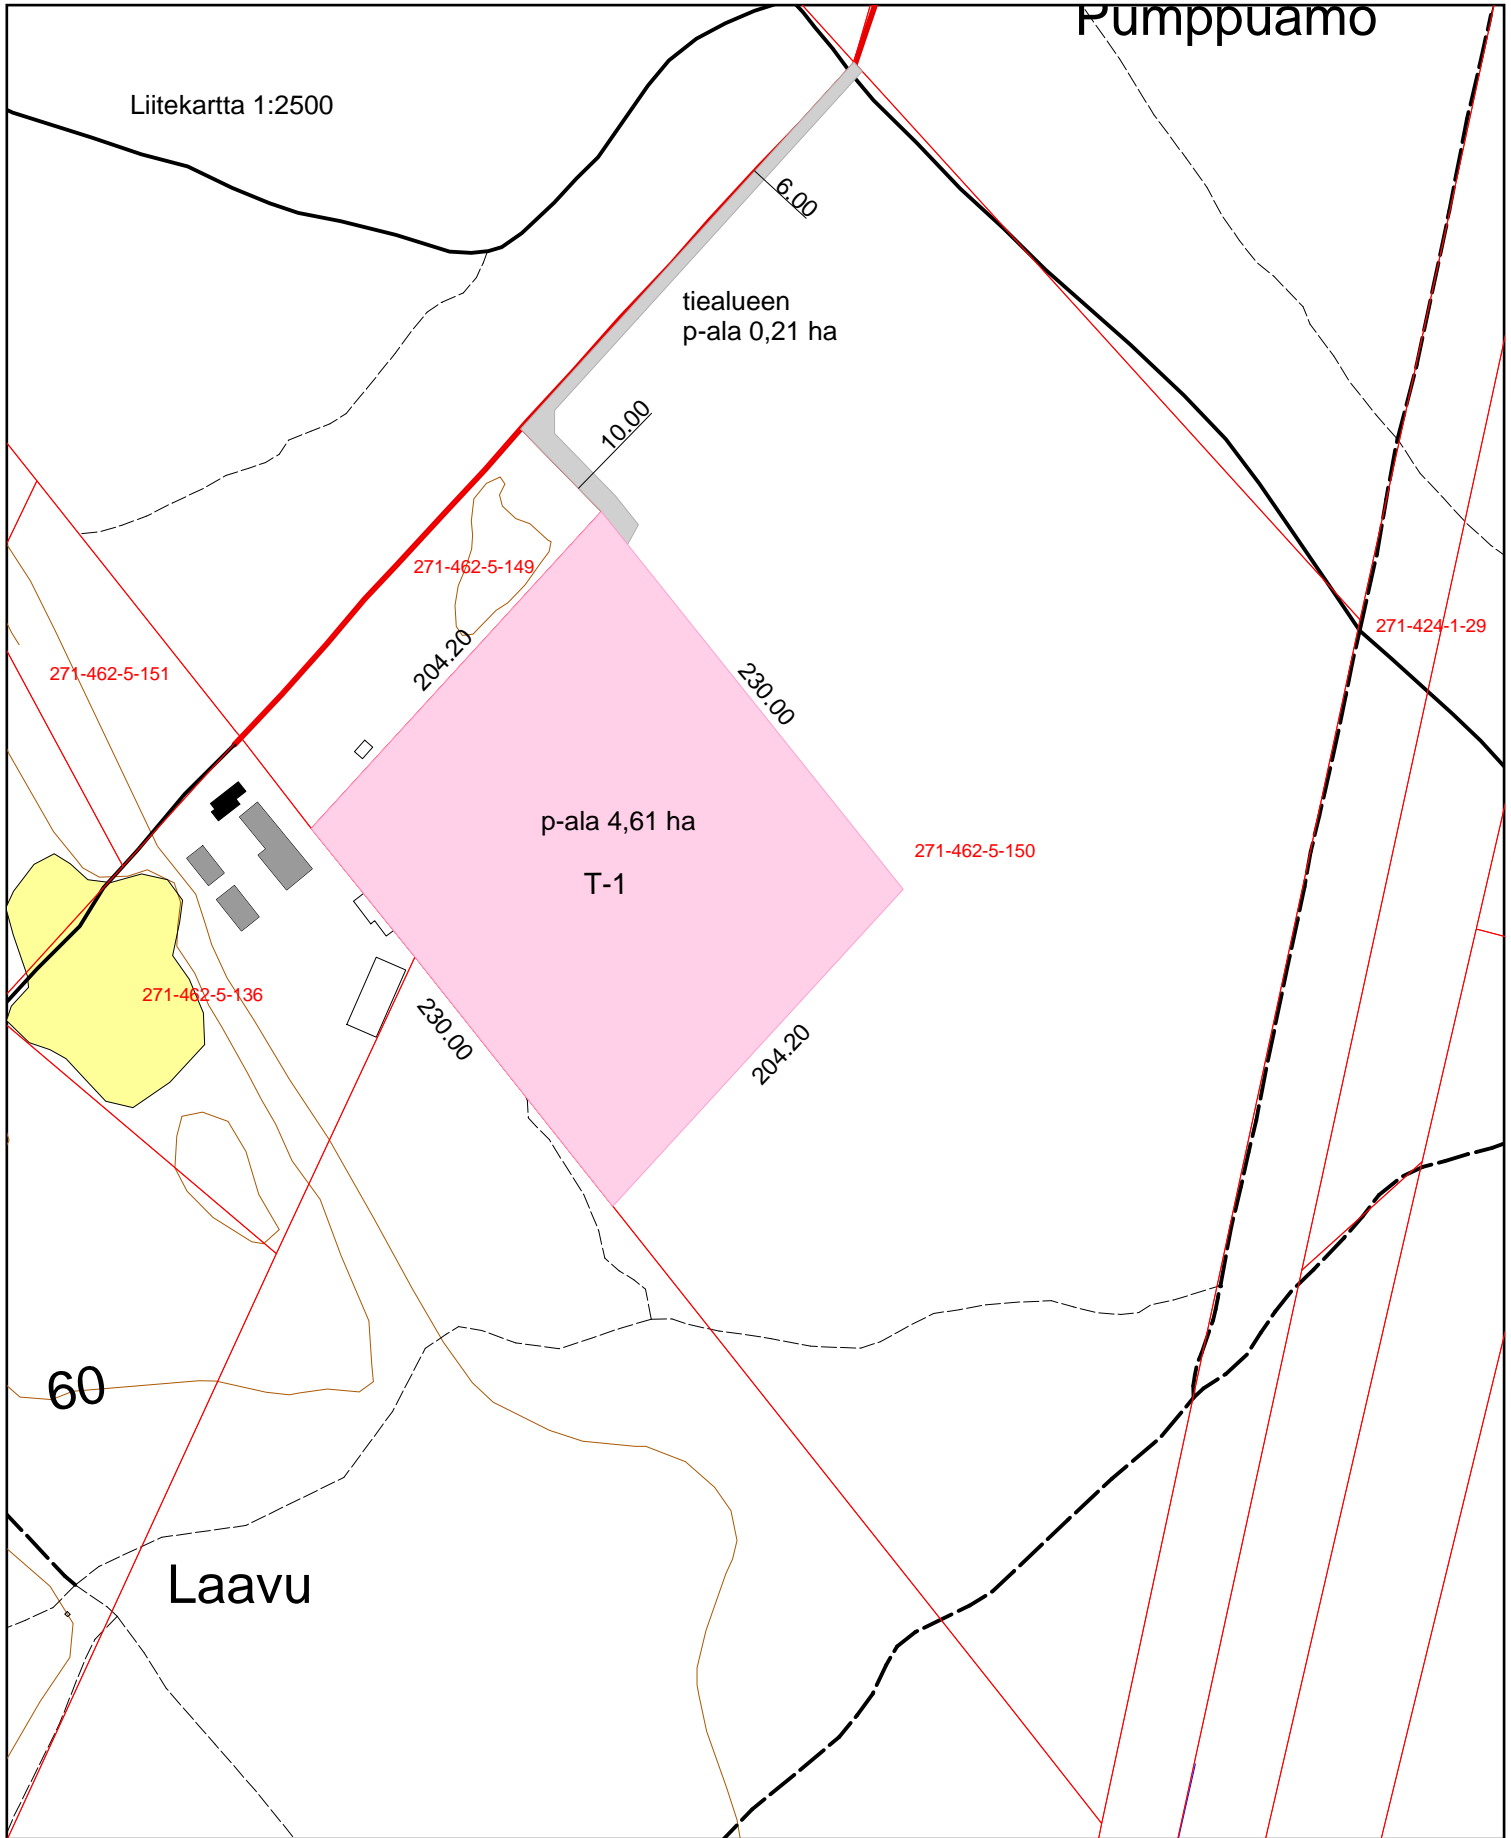 Pumppuamo
Liitekartta 1:2500
6.00
tiealueen
p-ala 0,21 ha
10.00
271-462-5-149
271-424-1-29
204.20
271-462-5-151
230.00
p-ala 4,61 ha
271-462-5-150
T-1
271-462-5-136
230.00
204.20
60
Laavu